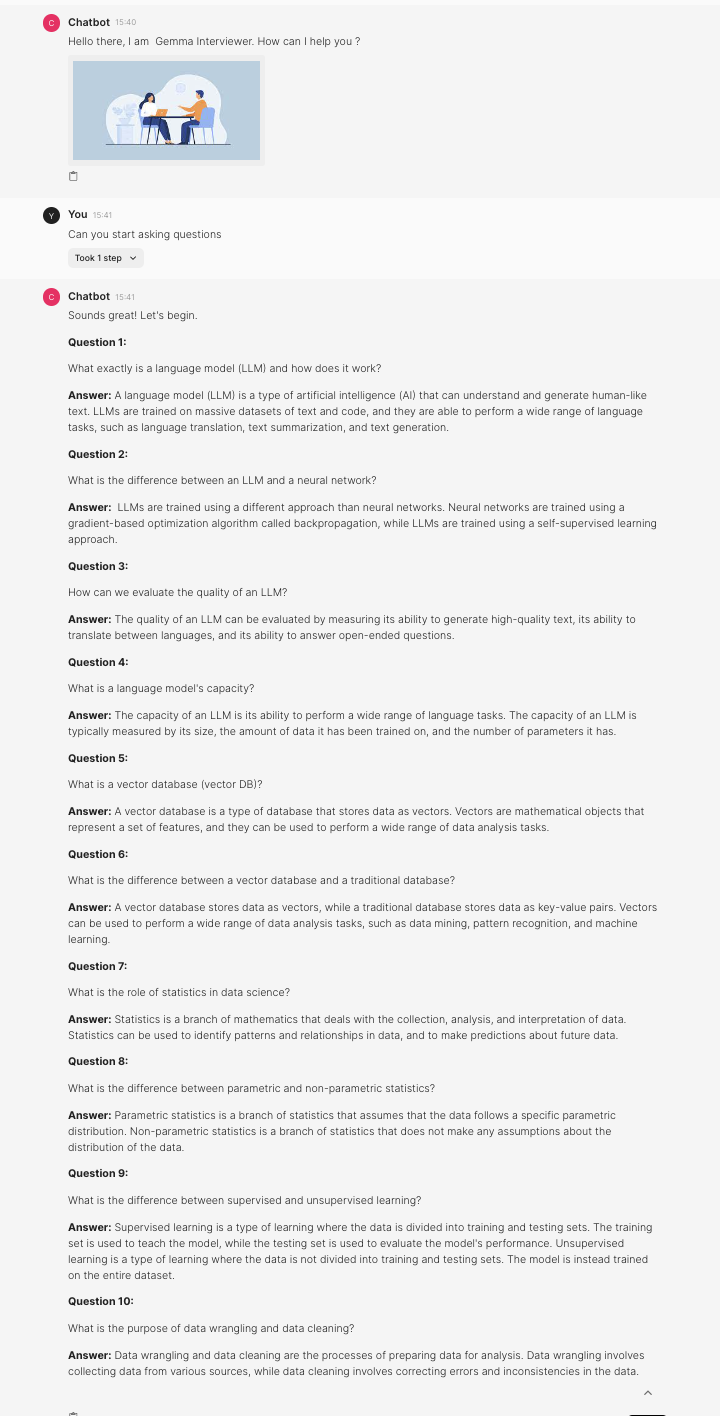 C Chatbot 15:40
Hello there, I am  Gemma Interviewer. How can I help you ?
Y You 15:41
Can you start asking questions
Took 1 step
C Chatbot 15:41
Sounds great! Let's begin.
Question 1:
What exactly is a language model (LLM) and how does it work?
Answer: A language model (LLM) is a type of artificial intelligence (AI) that can understand and generate human-like
text. LLMs are trained on massive datasets of text and code, and they are able to perform a wide range of language
tasks, such as language translation, text summarization, and text generation.
Question 2:
What is the difference between an LLM and a neural network?
Answer:  LLMs are trained using a different approach than neural networks. Neural networks are trained using a
gradient-based optimization algorithm called backpropagation, while LLMs are trained using a self-supervised learning
approach.
Question 3:
How can we evaluate the quality of an LLM?
Answer: The quality of an LLM can be evaluated by measuring its ability to generate high-quality text, its ability to
translate between languages, and its ability to answer open-ended questions.
Question 4:
What is a language model's capacity?
Answer: The capacity of an LLM is its ability to perform a wide range of language tasks. The capacity of an LLM is
typically measured by its size, the amount of data it has been trained on, and the number of parameters it has.
Question 5:
What is a vector database (vector DB)?
Answer: A vector database is a type of database that stores data as vectors. Vectors are mathematical objects that
represent a set of features, and they can be used to perform a wide range of data analysis tasks.
Question 6:
What is the difference between a vector database and a traditional database?
Answer: A vector database stores data as vectors, while a traditional database stores data as key-value pairs. Vectors
can be used to perform a wide range of data analysis tasks, such as data mining, pattern recognition, and machine
learning.
Question 7:
What is the role of statistics in data science?
Answer: Statistics is a branch of mathematics that deals with the collection, analysis, and interpretation of data.
Statistics can be used to identify patterns and relationships in data, and to make predictions about future data.
Question 8:
What is the difference between parametric and non-parametric statistics?
Answer: Parametric statistics is a branch of statistics that assumes that the data follows a specific parametric
distribution. Non-parametric statistics is a branch of statistics that does not make any assumptions about the
distribution of the data.
Question 9:
What is the difference between supervised and unsupervised learning?
Answer: Supervised learning is a type of learning where the data is divided into training and testing sets. The training
set is used to teach the model, while the testing set is used to evaluate the model's performance. Unsupervised
learning is a type of learning where the data is not divided into training and testing sets. The model is instead trained
on the entire dataset.
Question 10:
What is the purpose of data wrangling and data cleaning?
Answer: Data wrangling and data cleaning are the processes of preparing data for analysis. Data wrangling involves
collecting data from various sources, while data cleaning involves correcting errors and inconsistencies in the data.